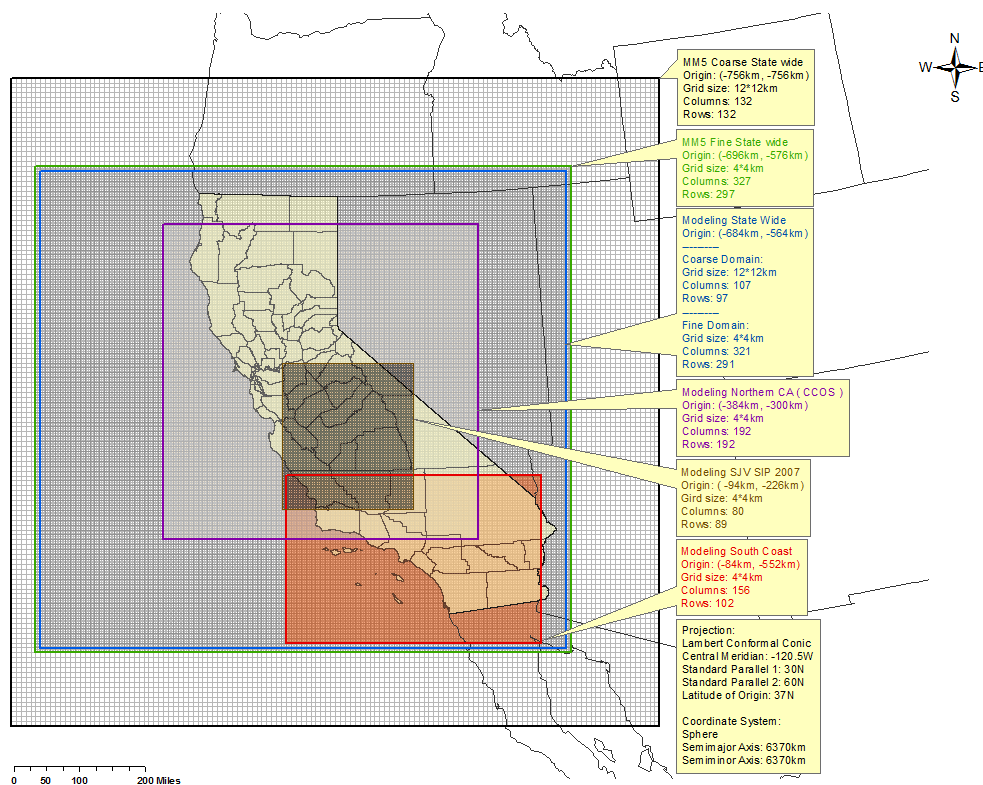 N
W
E
S
MM5 Coarse State wide
Origin: (-756km, -756km)
Grid size: 12*12km
Columns: 132
Rows: 132
MM5 Fine State wide
Origin: (-696km, -576km)
Grid size: 4*4km
Columns: 327
Rows: 297
Modeling State Wide
Origin: (-684km, -564km)
----------
Coarse Domain:
Grid size: 12*12km
Columns: 107
Rows: 97
----------
Fine Domain:
Grid size: 4*4km
Columns: 321
Rows: 291
Modeling Northern CA ( CCOS )
Origin: (-384km, -300km)
Grid size: 4*4km
Columns: 192
Rows: 192
Modeling SJV SIP 2007
Origin: ( -94km, -226km)
Gird size: 4*4km
Columns: 80
Rows: 89
Modeling South Coast
Origin: (-84km, -552km)
Grid size: 4*4km
Columns: 156
Rows: 102
Projection:
Lambert Conformal Conic
Central Meridian: -120.5W
Standard Parallel 1: 30N
Standard Parallel 2: 60N
Latitude of Origin: 37N
Coordinate System:
Sphere
Semimajor Axis: 6370km
Semiminor Axis: 6370km
0 50 100 200 Miles